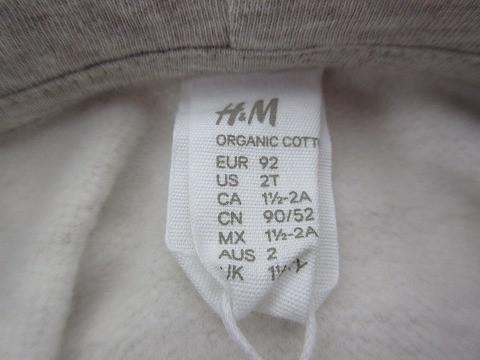 H&M
ORGANIC COTT
EUR 92
US 2T
CA 1½-2A
CN 90/52
MX 1½-2A
AUS 2
UK